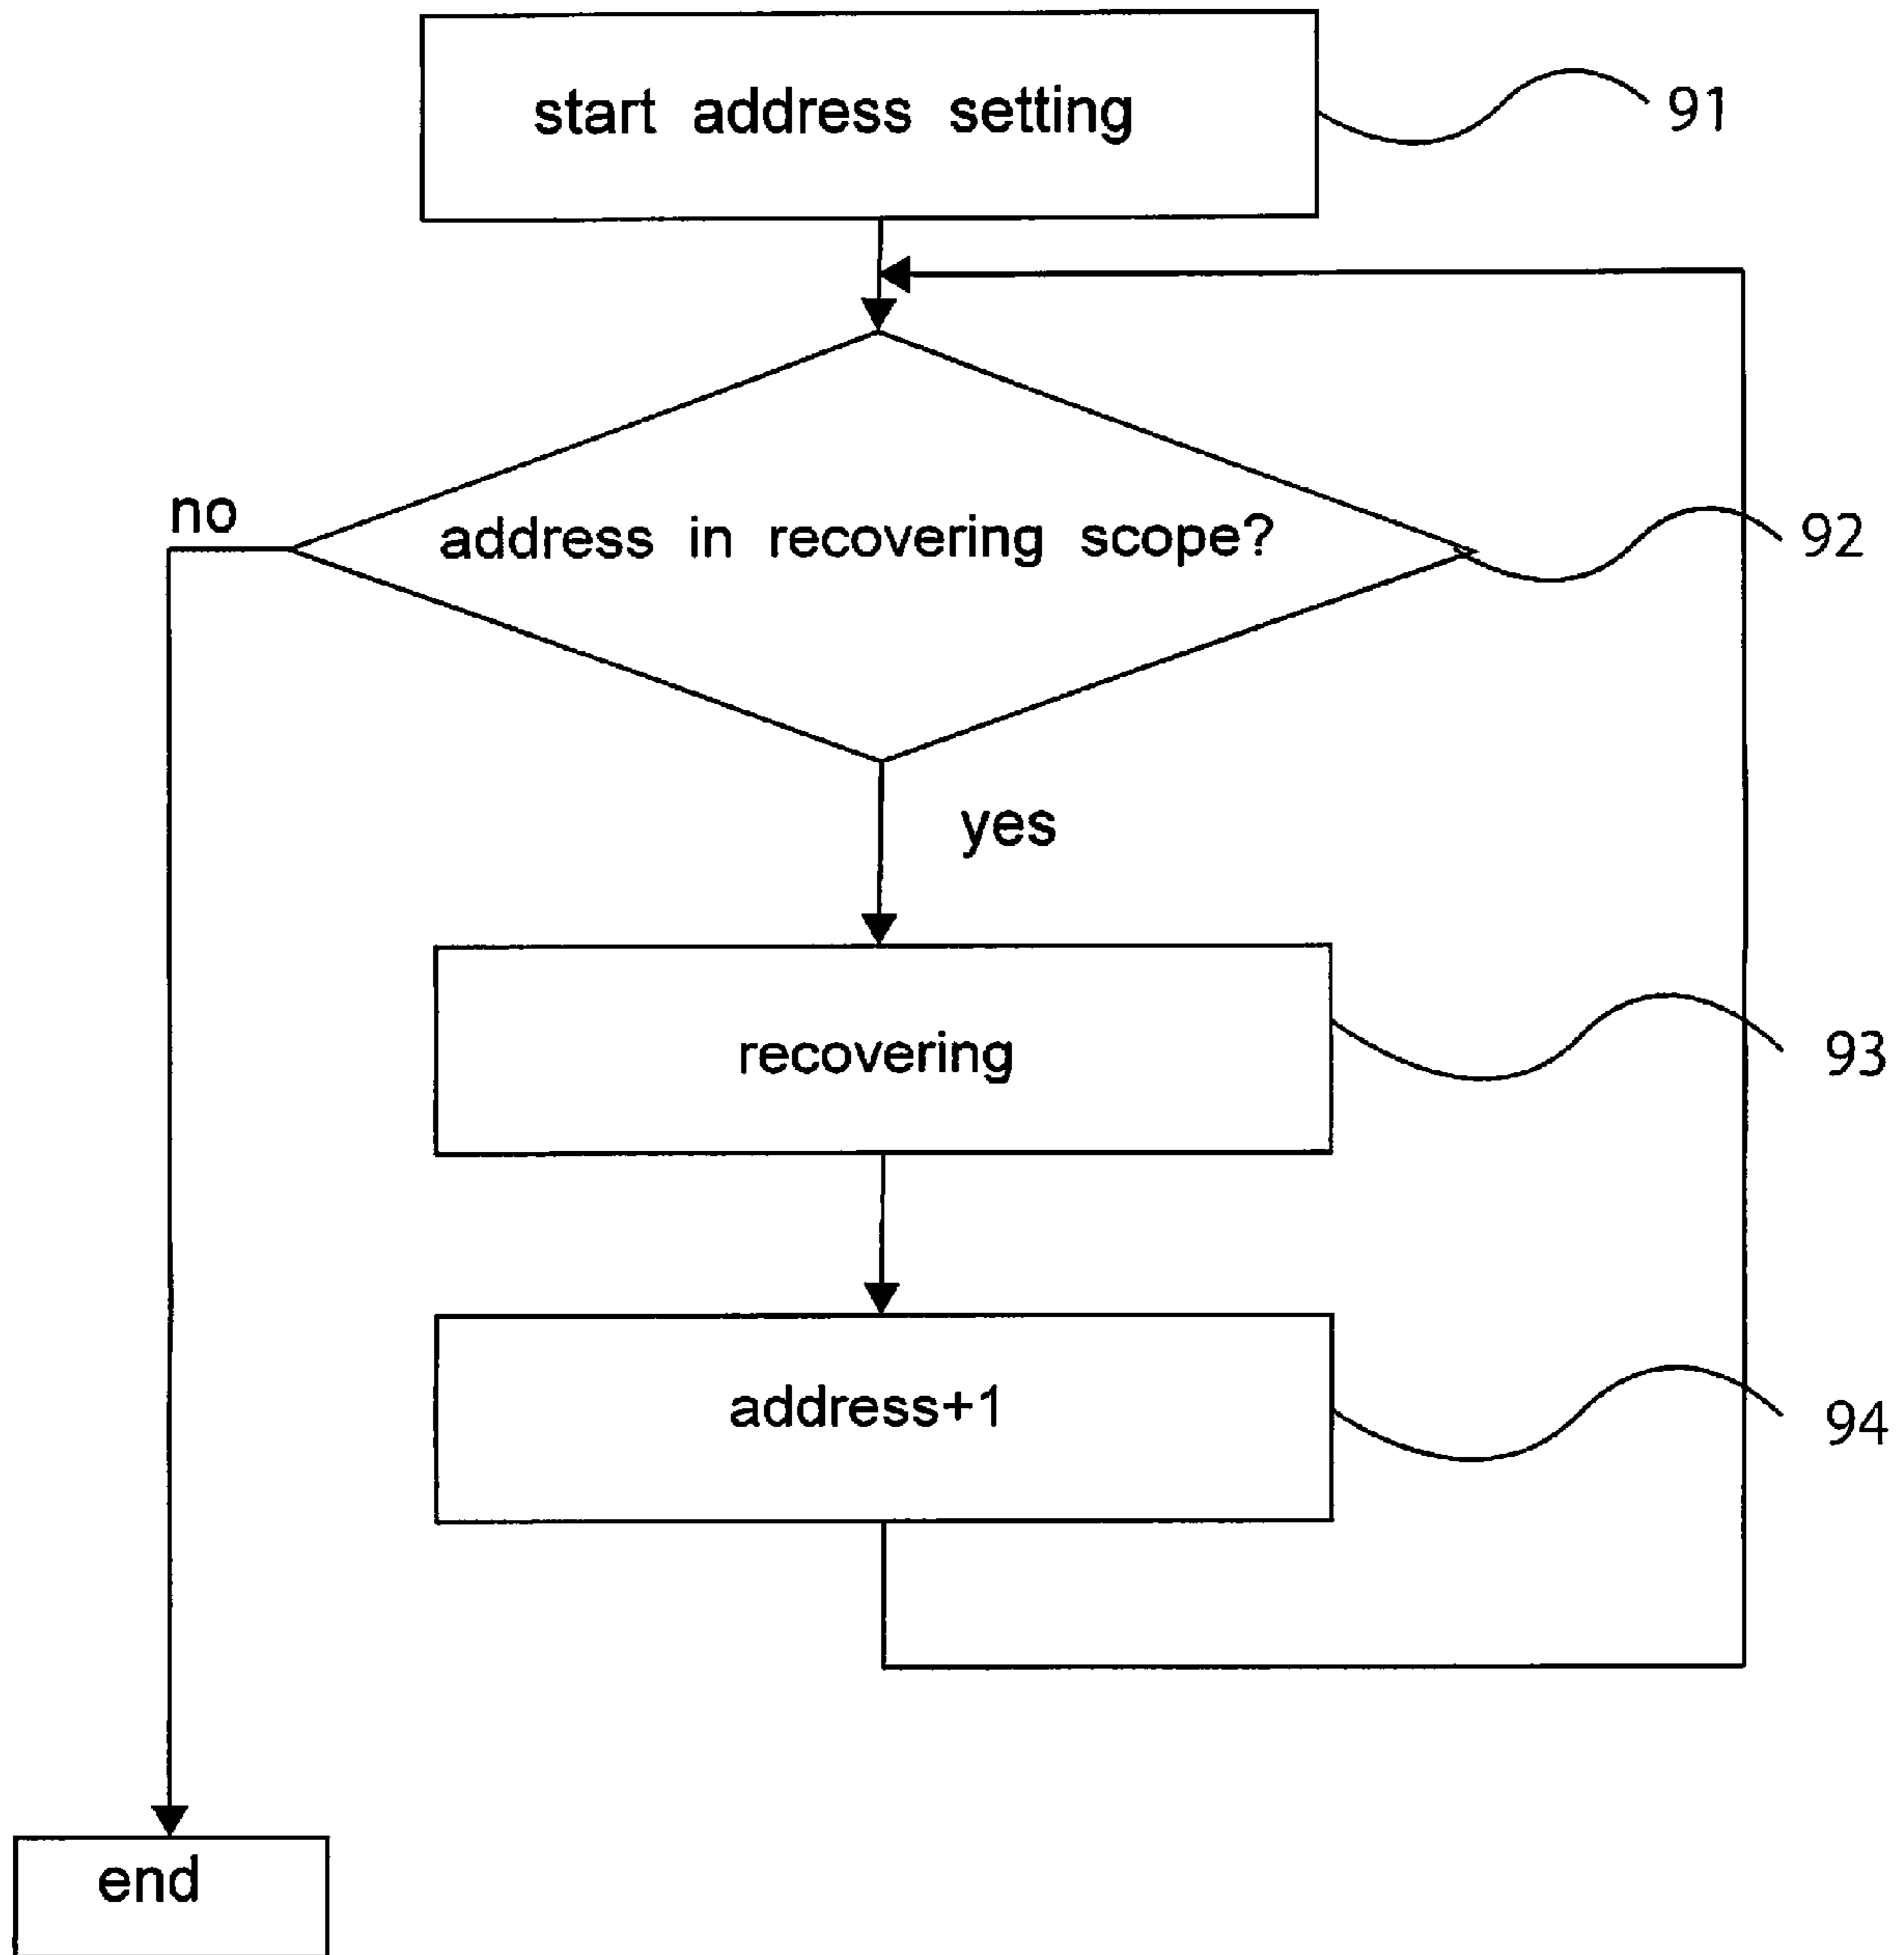 start address setting
91
no
address in recovering scope?
92
yes
recovering
93
address+1
94
end